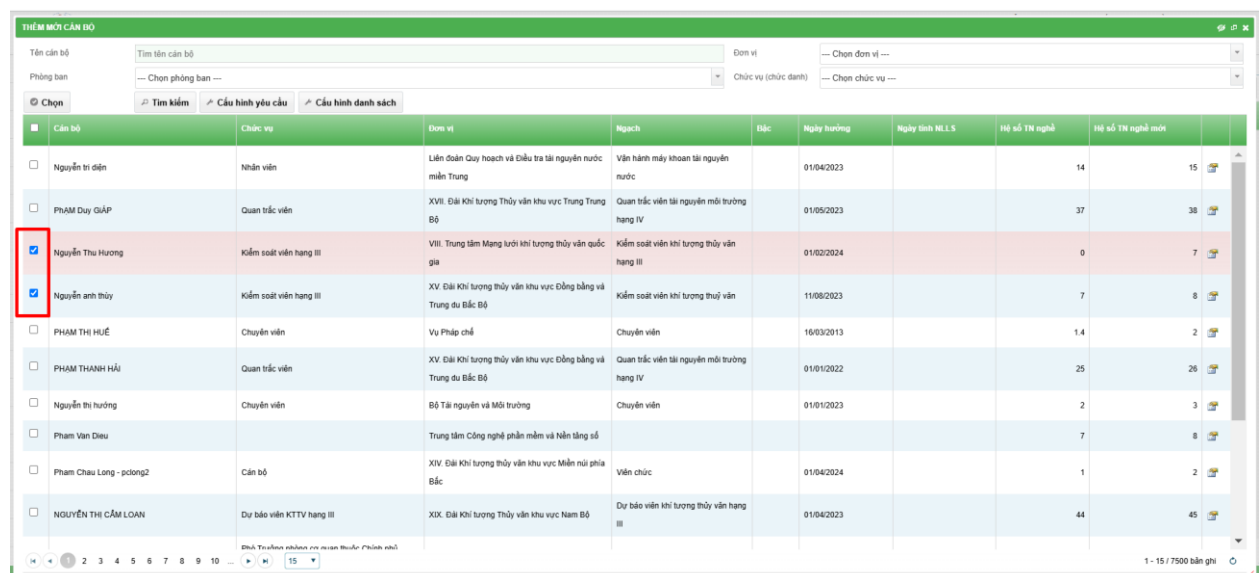 THÊM MỚI CÁN BỘ
Tên cán bộ Tìm tên cán bộ Đơn vị --- Chọn đơn vị ---
Phòng ban --- Chọn phòng ban --- Chức vụ (chức danh) --- Chọn chức vụ ---
Chọn Tìm kiếm Cấu hình yêu cầu Cấu hình danh sách
Cán bộ Chức vụ Đơn vị Ngạch Bậc Ngày hưởng Ngày tính NLLS Hệ số TN nghề Hệ số TN nghề mới
Nguyễn tri diện Nhân viên Liên đoàn Quy hoạch và Điều tra tài nguyên nước Vận hành máy khoan tài nguyên 01/04/2023 14 15
miền Trung nước
PhẠM Duy GIÁP Quan trắc viên XVII. Đài Khí tượng Thủy văn khu vực Trung Trung Quan trắc viên tài nguyên môi trường 01/05/2023 37 38
Bộ hạng IV
Nguyễn Thu Hương Kiểm soát viên hạng III VIII. Trung tâm Mạng lưới khí tượng thủy văn quốc Kiểm soát viên khí tượng thủy văn 01/02/2024 0 7
gia hạng III
Nguyễn anh thùy Kiểm soát viên hạng III XV. Đài Khí tượng thủy văn khu vực Đồng bằng và Kiểm soát viên khí tượng thuỷ văn 11/08/2023 7 8
Trung du Bắc Bộ
PHẠM THỊ HUẾ Chuyên viên Vụ Pháp chế Chuyên viên 16/03/2013 1.4 2
PHẠM THANH HẢI Quan trắc viên XV. Đài Khí tượng thủy văn khu vực Đồng bằng và Quan trắc viên tài nguyên môi trường 01/01/2022 25 26
Trung du Bắc Bộ hạng IV
Nguyễn thị hướng Chuyên viên Bộ Tài nguyên và Môi trường Chuyên viên 01/01/2023 2 3
Pham Van Dieu Trung tâm Công nghệ phần mềm và Nền tảng số 7 8
Pham Chau Long - pclong2 Cán bộ XIV. Đài Khí tượng thủy văn khu vực Miền núi phía Viên chức 01/04/2024 1 2
Bắc
NGUYỄN THỊ CẨM LOAN Dự báo viên KTTV hạng III XIX. Đài Khí tượng Thủy văn khu vực Nam Bộ Dự báo viên khí tượng thủy văn hạng 01/04/2023 44 45
III
Phó Trưởng phòng cơ quan thuộc Chính phủ
1 2 3 4 5 6 7 8 9 10 ... 15 1 - 15 / 7500 bản ghi